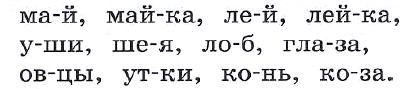 ма-й, май-ка, ле-й, лей-ка,
у-ши, ше-я, ло-б, гла-за,
ов-цы, ут-ки, ко-нь, ко-за.